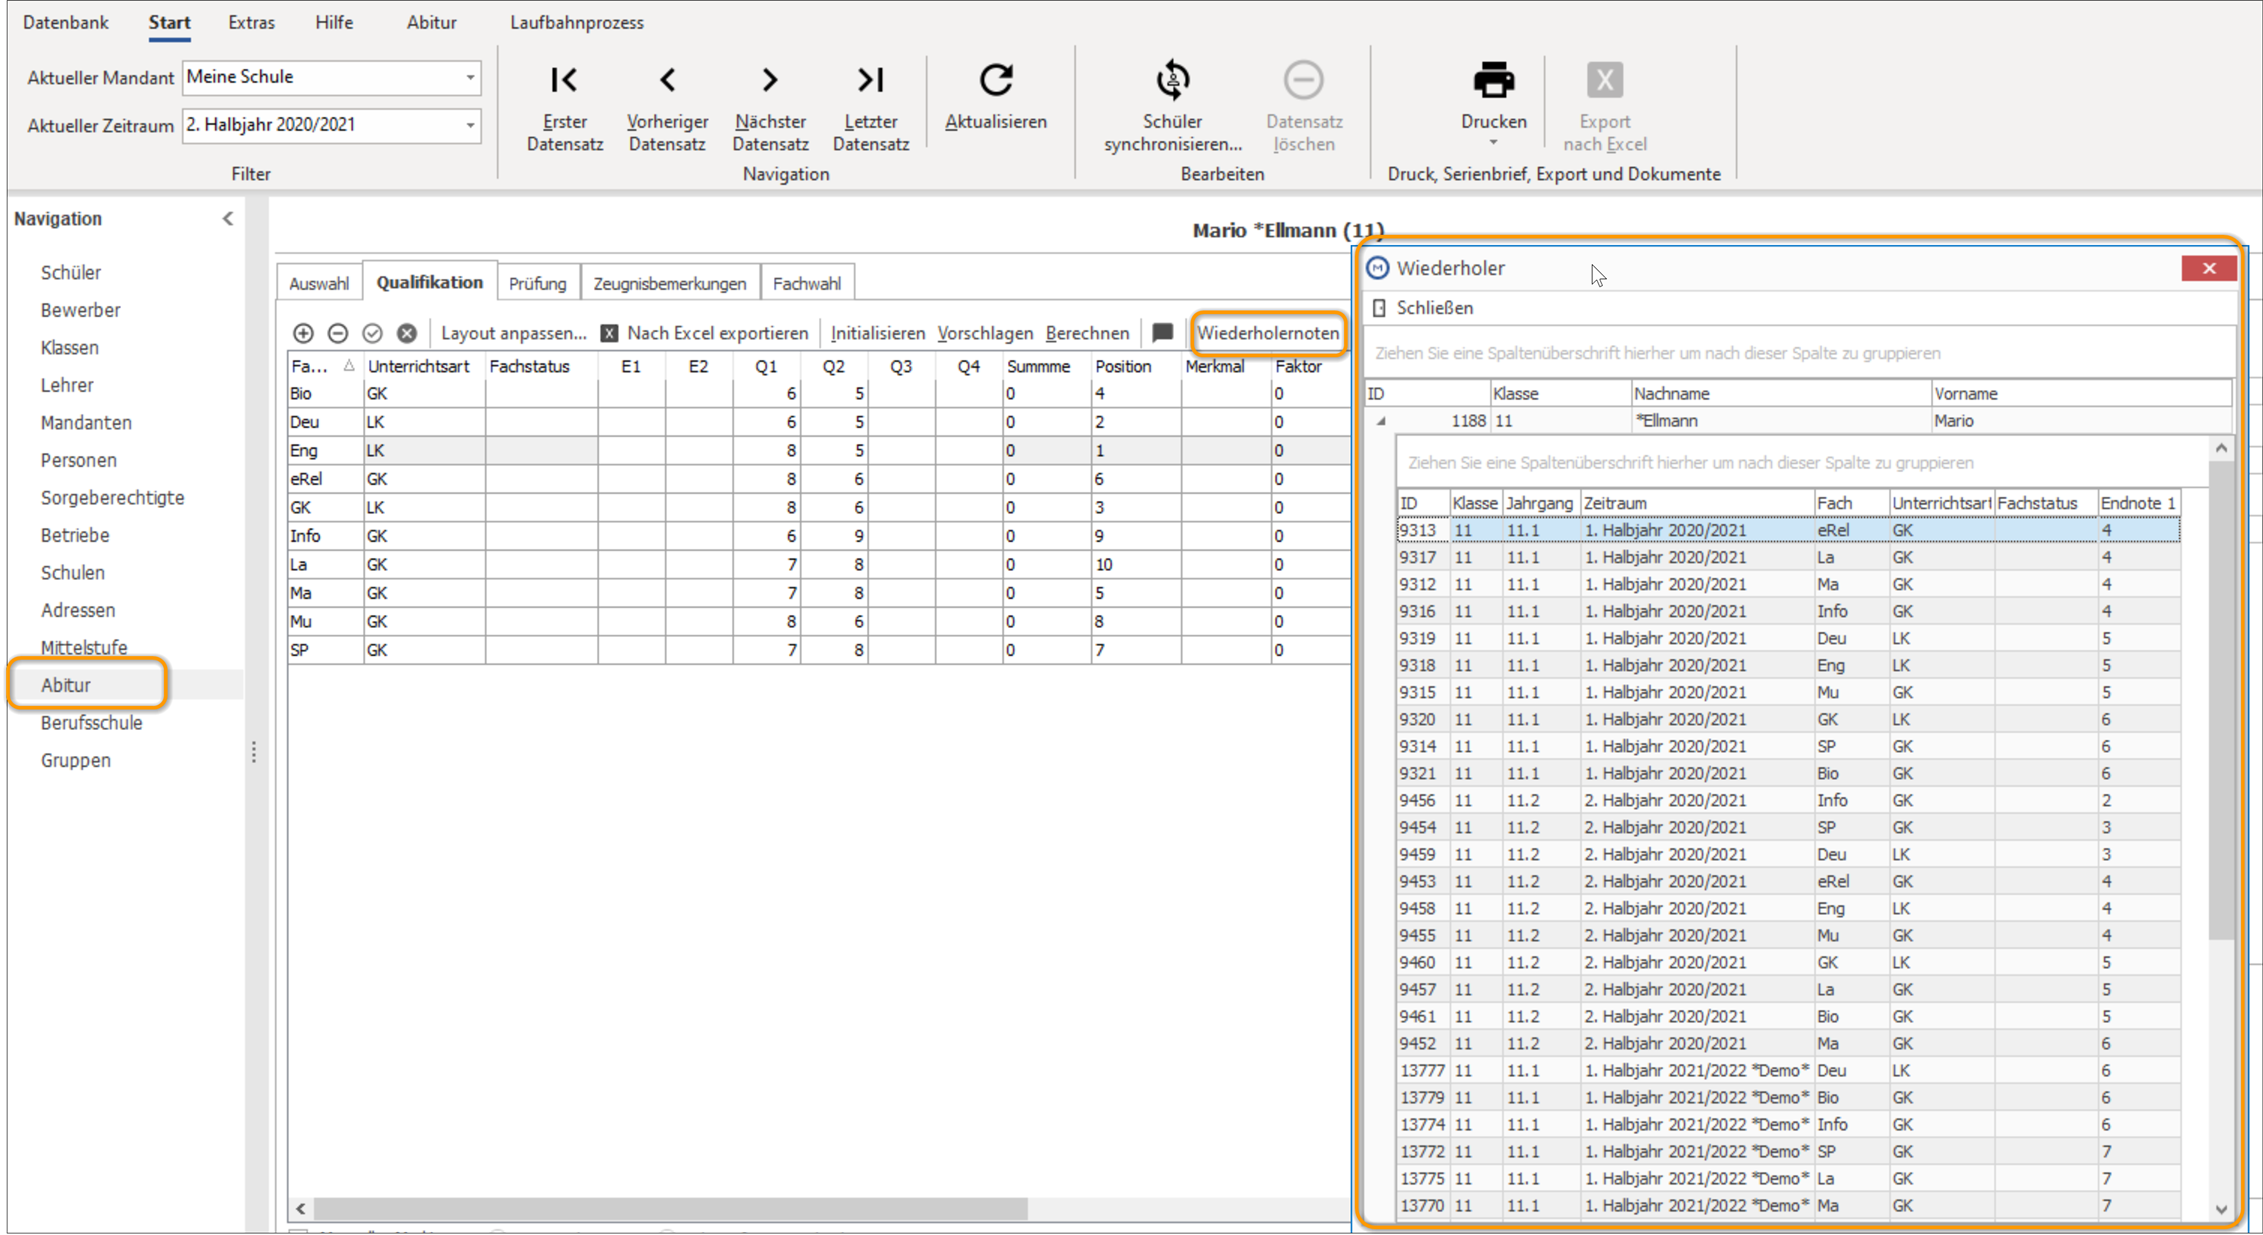 Datenbank Start Extras Hilfe Abitur Laufbahnprozess
Aktueller Mandant Meine Schule
Aktueller Zeitraum 2. Halbjahr 2020/2021
Filter
Erster Datensatz
Vorheriger Datensatz
Nächster Datensatz
Letzter Datensatz
Navigation
Aktualisieren
Schüler synchronisieren...
Datensatz löschen
Bearbeiten
Drucken
Export nach Excel
Druck, Serienbrief, Export und Dokumente
Navigation
Schüler
Bewerber
Klassen
Lehrer
Mandanten
Personen
Sorgeberechtigte
Betriebe
Schulen
Adressen
Mittelstufe
Abitur
Berufsschule
Gruppen
Mario *Ellmann (11)
Auswahl Qualifikation Prüfung Zeugnisbemerkungen Fachwahl
Layout anpassen... Nach Excel exportieren Initialisieren Vorschlagen Berechnen Wiederholernoten
Fa... Unterrichtsart Fachstatus E1 E2 Q1 Q2 Q3 Q4 Summme Position Merkmal Faktor
Bio GK 6 5 0 4 0
Deu LK 6 5 0 2 0
Eng LK 8 5 0 1 0
eRel GK 8 6 0 6 0
GK LK 8 6 0 3 0
Info GK 6 9 0 9 0
La GK 7 8 0 10 0
Ma GK 7 8 0 5 0
Mu GK 8 6 0 8 0
SP GK 7 8 0 7 0
Wiederholer
Schließen
Ziehen Sie eine Spaltenüberschrift hierher um nach dieser Spalte zu gruppieren
ID Klasse Nachname Vorname
1188 11 *Ellmann Mario
Ziehen Sie eine Spaltenüberschrift hierher um nach dieser Spalte zu gruppieren
ID Klasse Jahrgang Zeitraum Fach Unterrichtsart Fachstatus Endnote 1
9313 11 11.1 1. Halbjahr 2020/2021 eRel GK 4
9317 11 11.1 1. Halbjahr 2020/2021 La GK 4
9312 11 11.1 1. Halbjahr 2020/2021 Ma GK 4
9316 11 11.1 1. Halbjahr 2020/2021 Info GK 4
9319 11 11.1 1. Halbjahr 2020/2021 Deu LK 5
9318 11 11.1 1. Halbjahr 2020/2021 Eng LK 5
9315 11 11.1 1. Halbjahr 2020/2021 Mu GK 5
9320 11 11.1 1. Halbjahr 2020/2021 GK LK 6
9314 11 11.1 1. Halbjahr 2020/2021 SP GK 6
9321 11 11.1 1. Halbjahr 2020/2021 Bio GK 6
9456 11 11.2 2. Halbjahr 2020/2021 Info GK 2
9454 11 11.2 2. Halbjahr 2020/2021 SP GK 3
9459 11 11.2 2. Halbjahr 2020/2021 Deu LK 3
9453 11 11.2 2. Halbjahr 2020/2021 eRel GK 4
9458 11 11.2 2. Halbjahr 2020/2021 Eng LK 4
9455 11 11.2 2. Halbjahr 2020/2021 Mu GK 4
9460 11 11.2 2. Halbjahr 2020/2021 GK LK 5
9457 11 11.2 2. Halbjahr 2020/2021 La GK 5
9461 11 11.2 2. Halbjahr 2020/2021 Bio GK 5
9452 11 11.2 2. Halbjahr 2020/2021 Ma GK 6
13777 11 11.1 1. Halbjahr 2021/2022 *Demo* Deu LK 6
13779 11 11.1 1. Halbjahr 2021/2022 *Demo* Bio GK 6
13774 11 11.1 1. Halbjahr 2021/2022 *Demo* Info GK 6
13772 11 11.1 1. Halbjahr 2021/2022 *Demo* SP GK 7
13775 11 11.1 1. Halbjahr 2021/2022 *Demo* La GK 7
13770 11 11.1 1. Halbjahr 2021/2022 *Demo* Ma GK 7